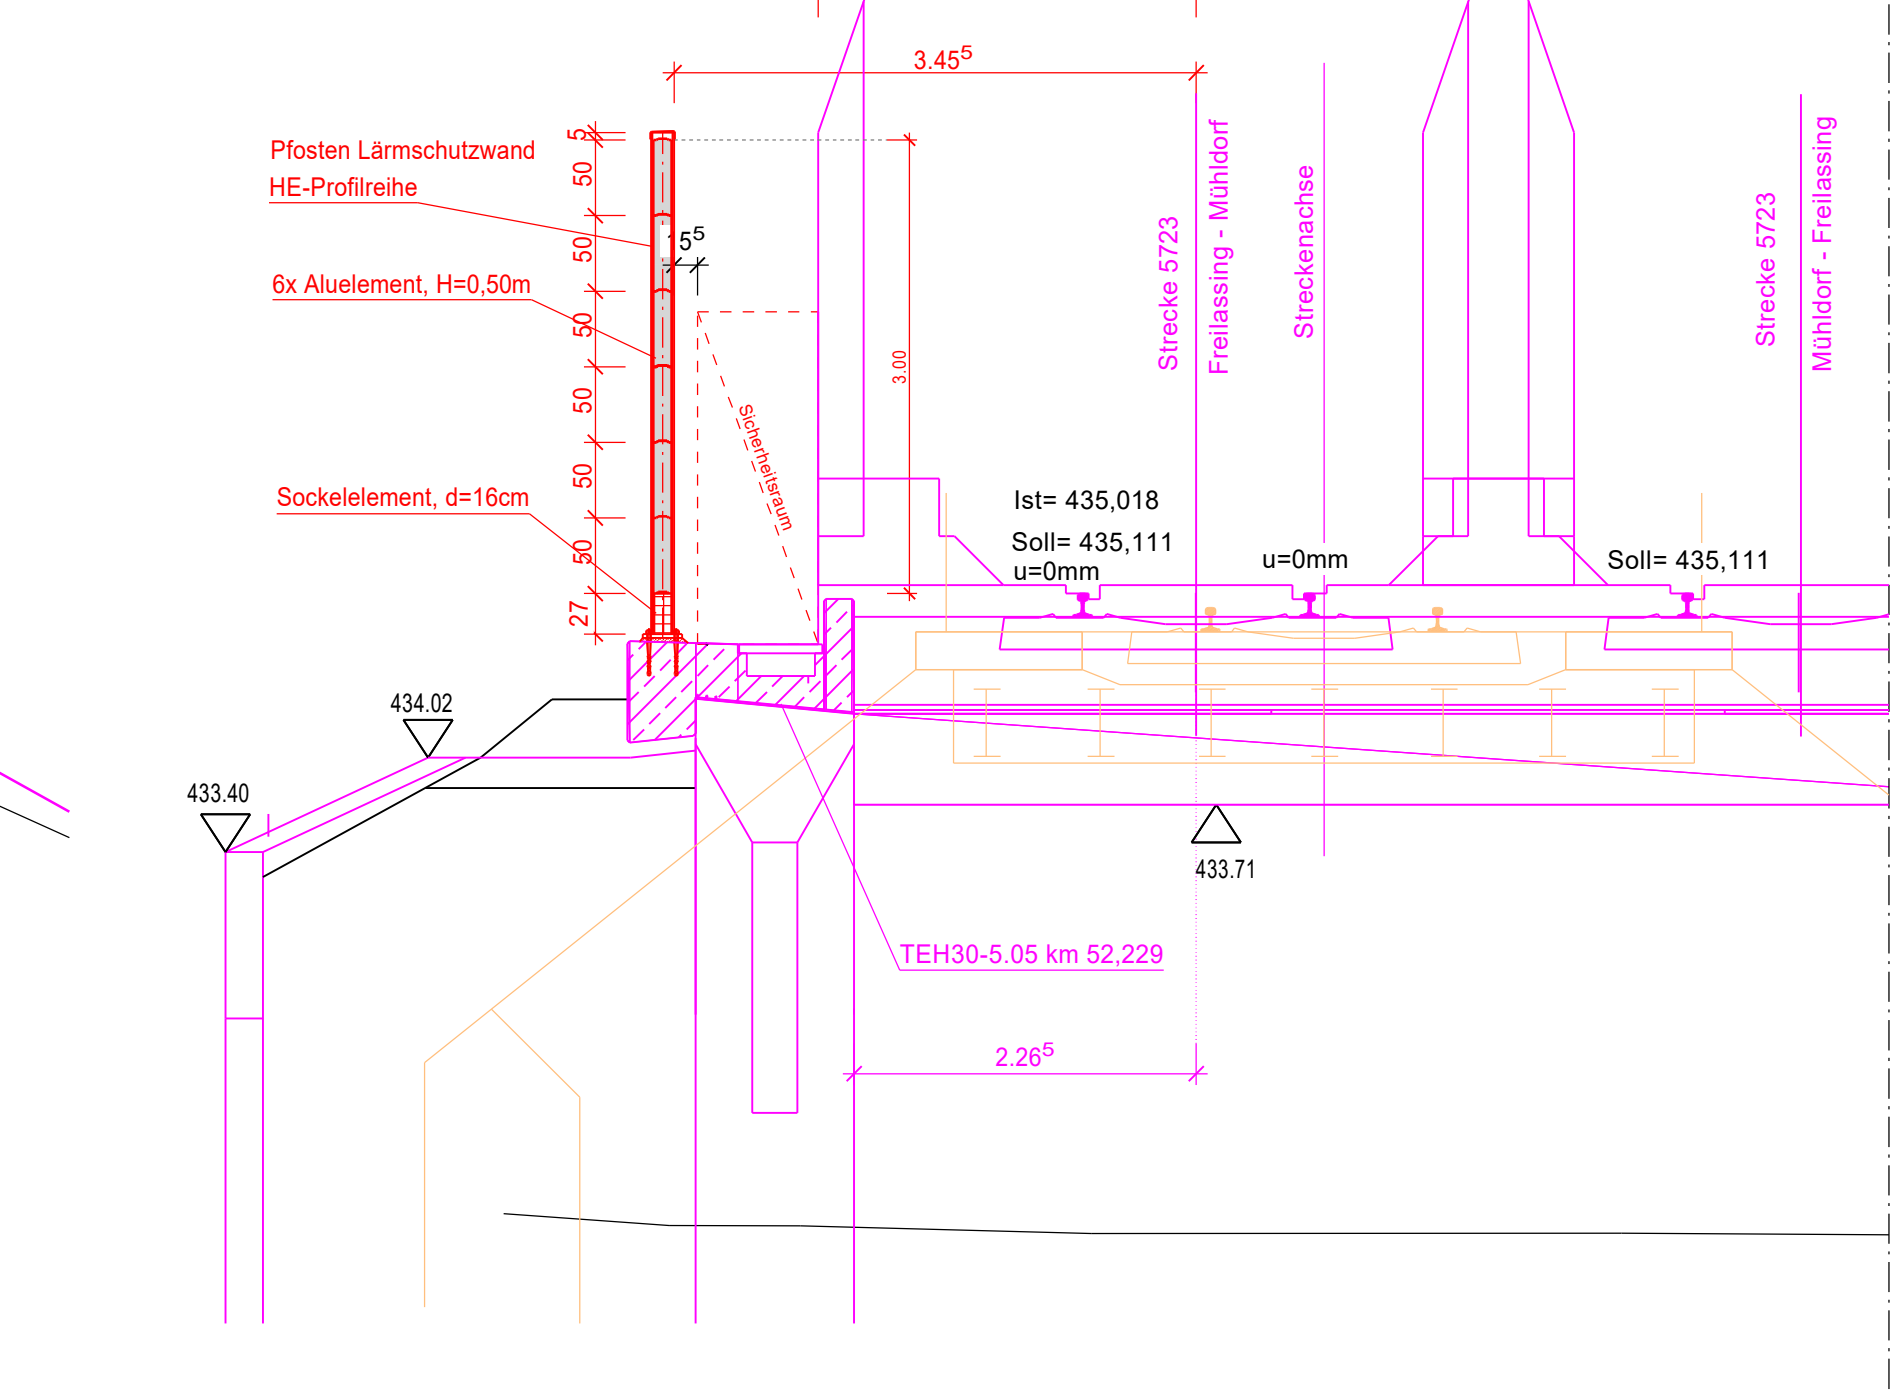 3.45⁵
Pfosten Lärmschutzwand
HE-Profilreihe
6x Aluelement, H=0,50m
Sockelelement, d=16cm
5
50
50
50
50
50
50
27
5⁵
Sicherheitsraum
3.00
Strecke 5723
Freilassing - Mühldorf
Streckenachse
Strecke 5723
Mühldorf - Freilassing
Ist= 435,018
Soll= 435,111
u=0mm
u=0mm
Soll= 435,111
434.02
433.40
433.71
TEH30-5.05 km 52,229
2.26⁵